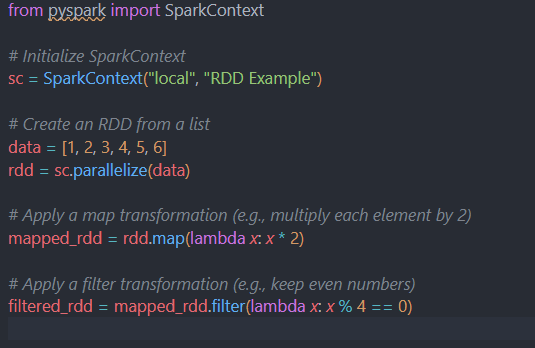 from pyspark import SparkContext
# Initialize SparkContext
sc = SparkContext("local", "RDD Example")
# Create an RDD from a list
data = [1, 2, 3, 4, 5, 6]
rdd = sc.parallelize(data)
# Apply a map transformation (e.g., multiply each element by 2)
mapped_rdd = rdd.map(lambda x: x * 2)
# Apply a filter transformation (e.g., keep even numbers)
filtered_rdd = mapped_rdd.filter(lambda x: x % 4 == 0)